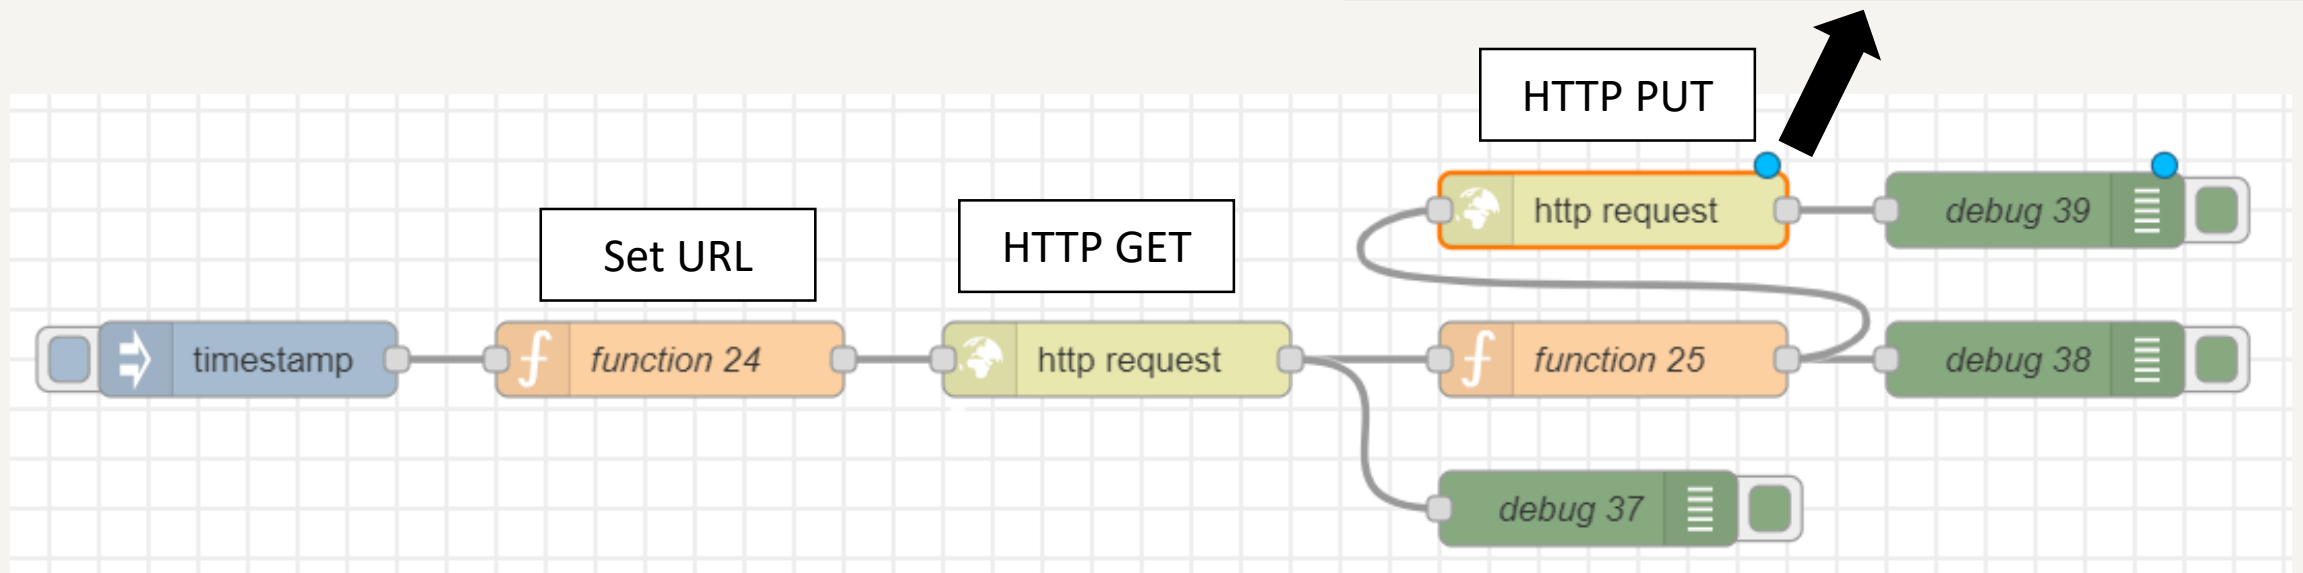 HTTP PUT
http request
debug 39
Set URL
HTTP GET
timestamp
function 24
http request
function 25
debug 38
debug 37